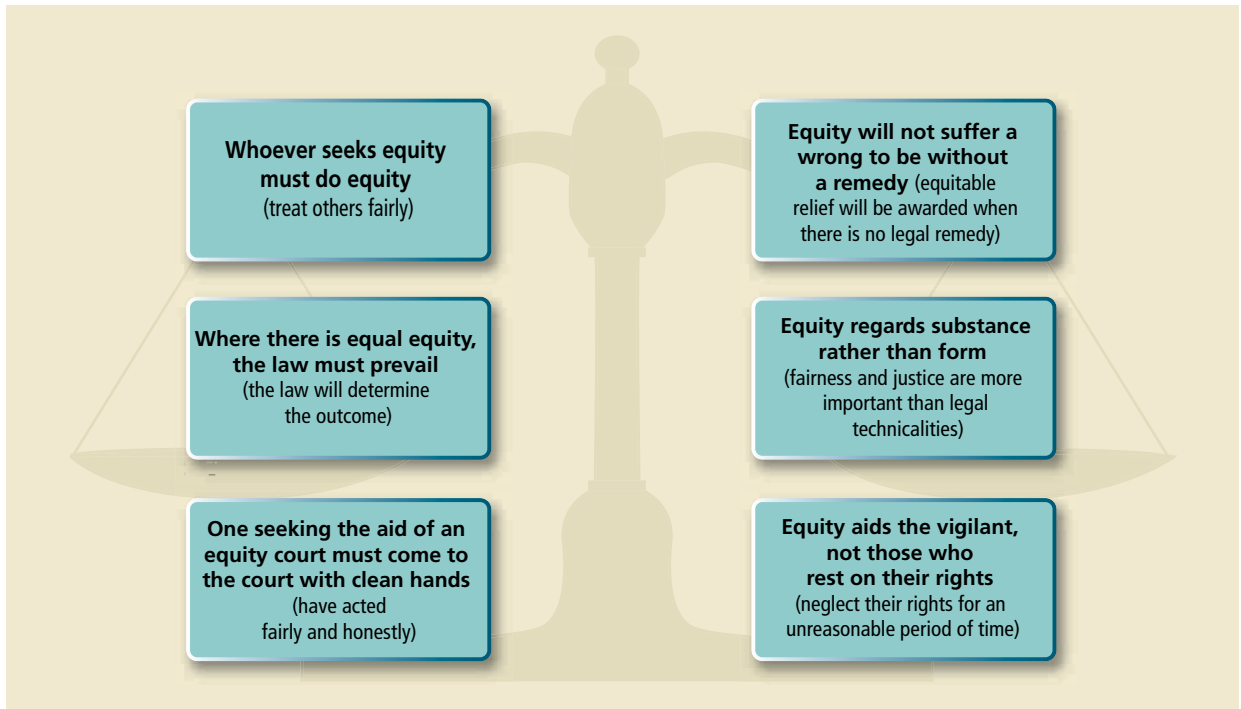 Whoever seeks equity
must do equity
(treat others fairly)
Where there is equal equity,
the law must prevail
(the law will determine
the outcome)
One seeking the aid of an
equity court must come to
the court with clean hands
(have acted
fairly and honestly)
Equity will not suffer a
wrong to be without
a remedy (equitable
relief will be awarded when
there is no legal remedy)
Equity regards substance
rather than form
(fairness and justice are more
important than legal
technicalities)
Equity aids the vigilant,
not those who
rest on their rights
(neglect their rights for an
unreasonable period of time)